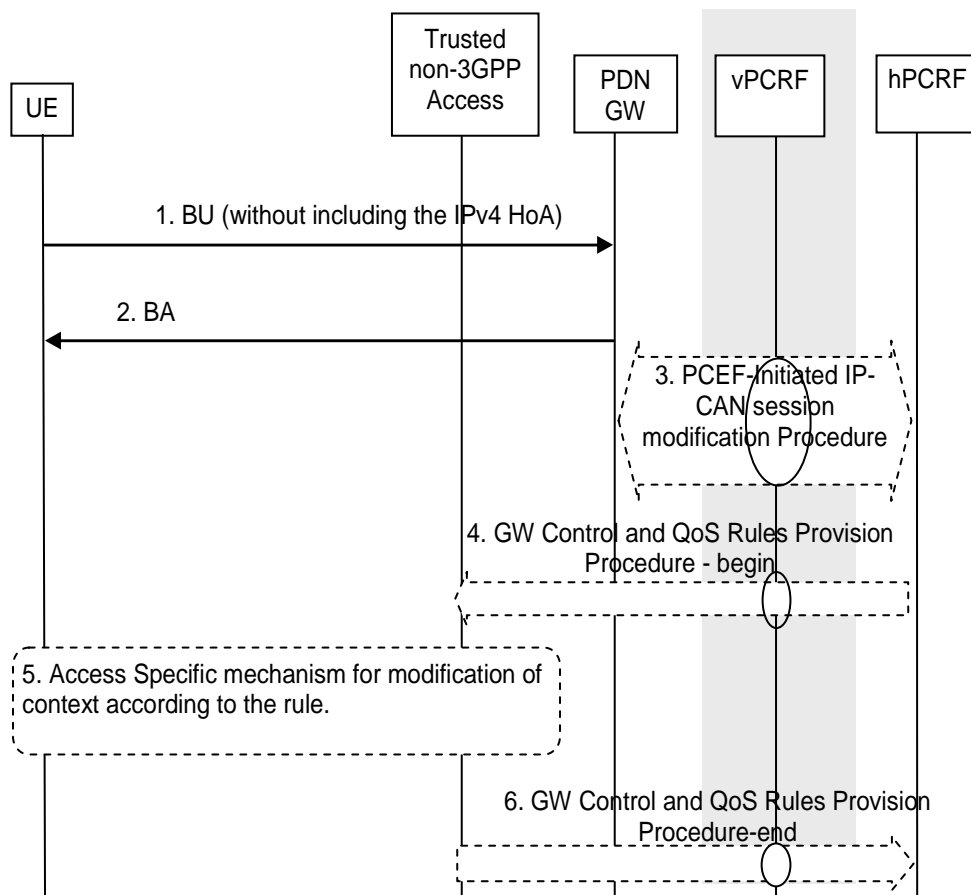 UE
Trusted
non-3GPP
Access
PDN
GW
vPCRF
hPCRF
1. BU (without including the IPv4 HoA)
2. BA
3. PCEF-Initiated IP-
CAN session
modification Procedure
4. GW Control and QoS Rules Provision
Procedure - begin
5. Access Specific mechanism for modification of
context according to the rule.
6. GW Control and QoS Rules Provision
Procedure-end